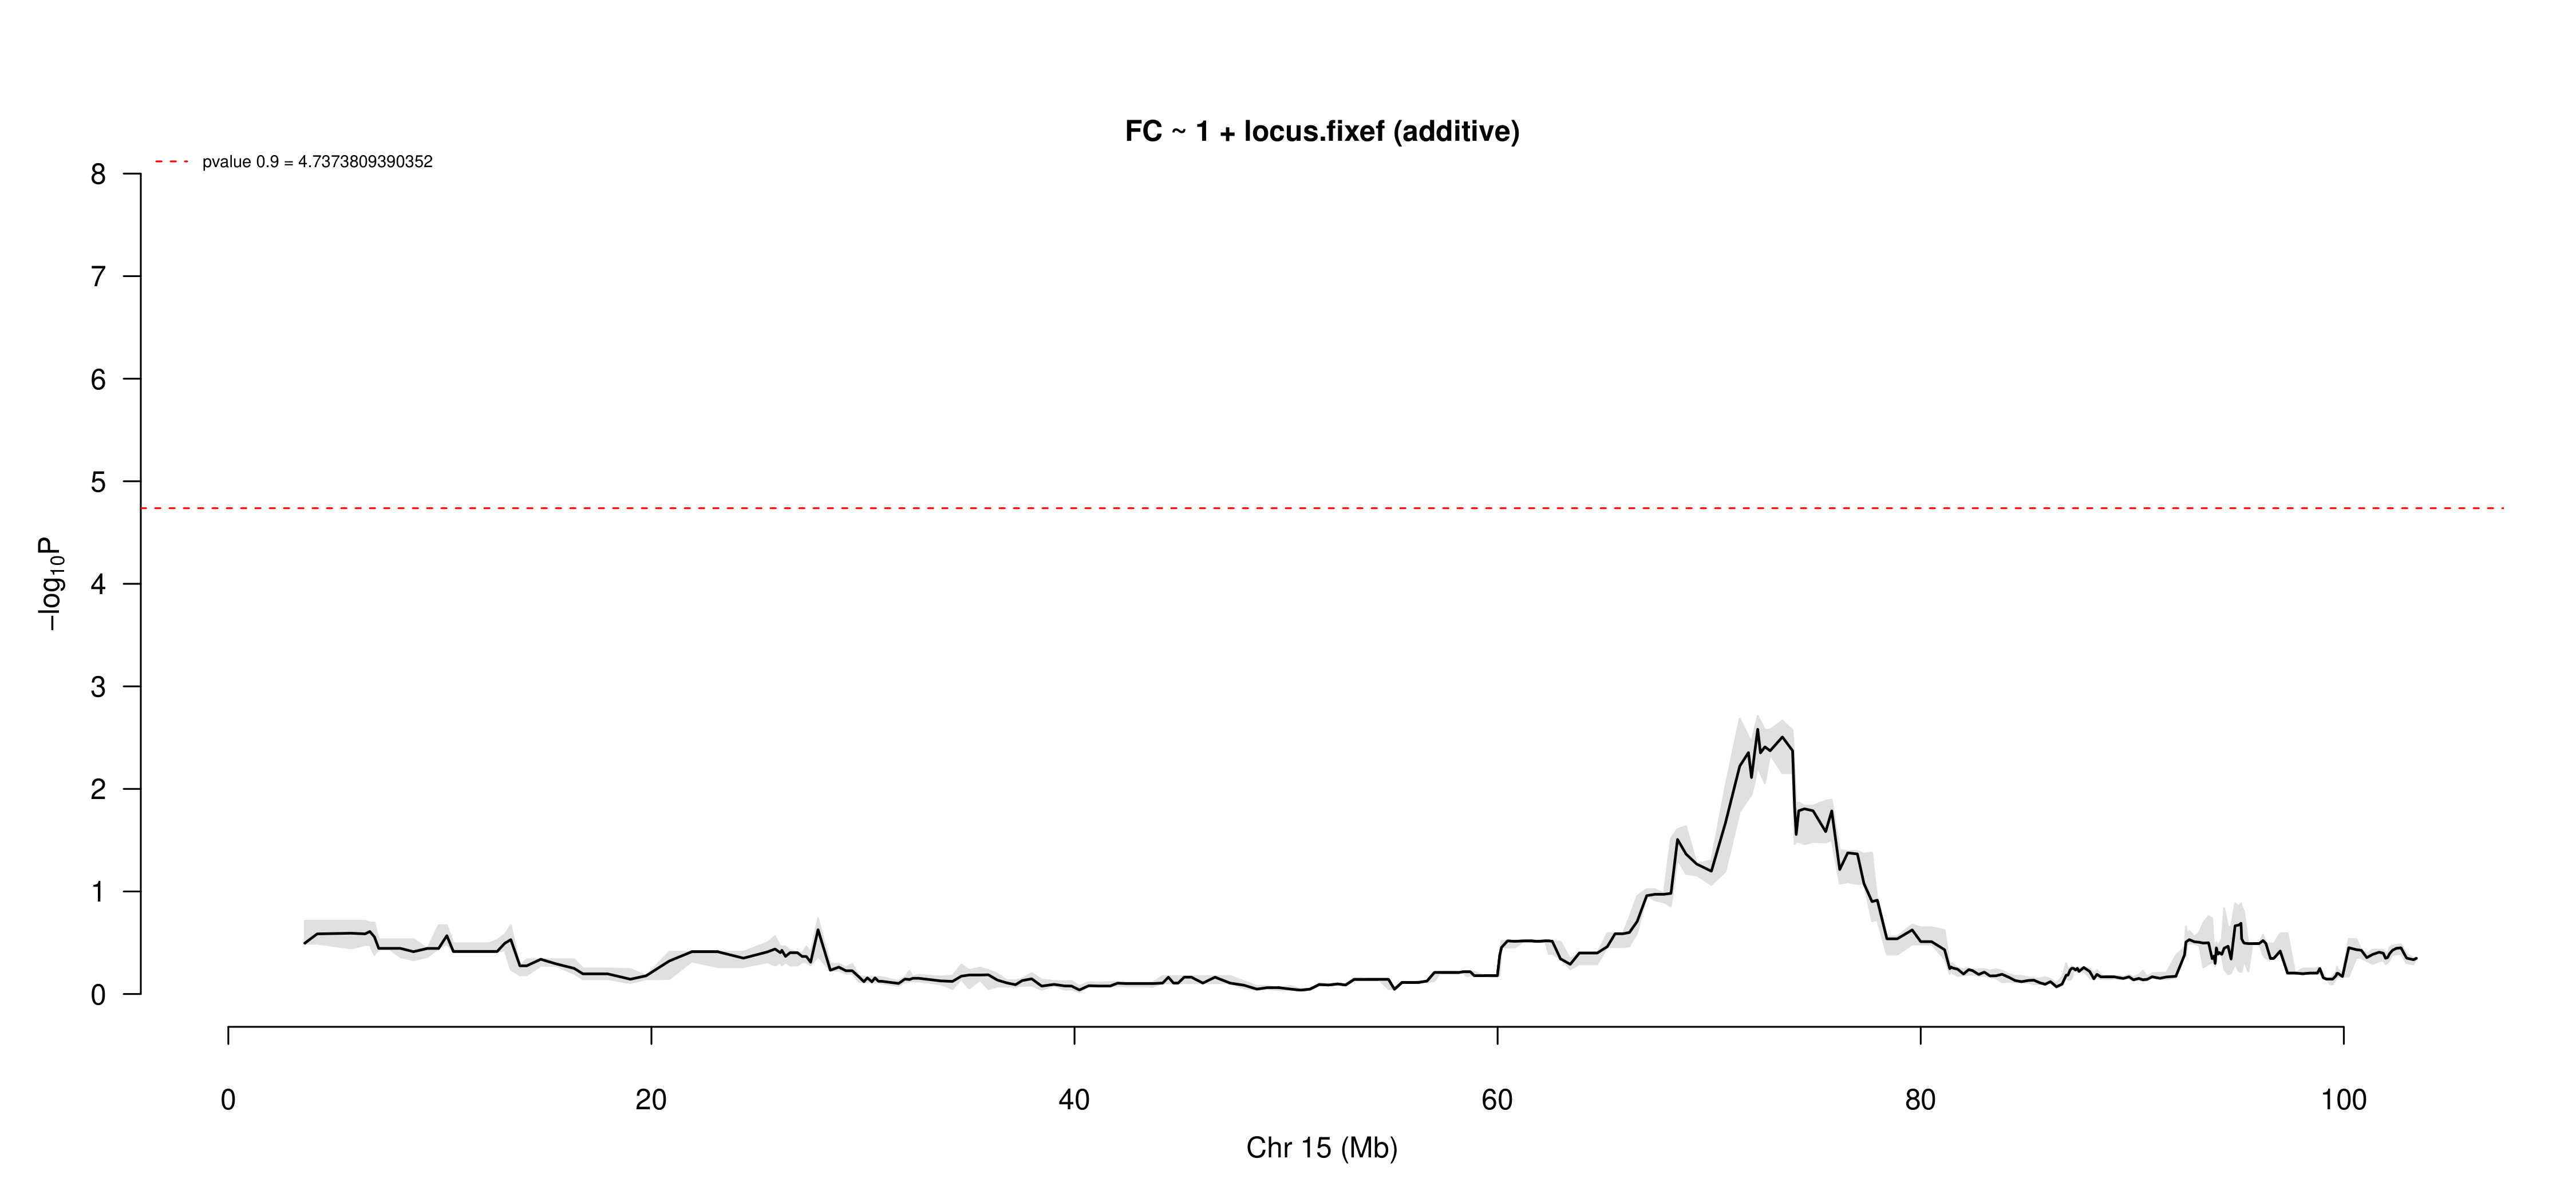 FC ~ 1 + locus.fixef (additive)
pvalue 0.9 = 4.7373809390352
8
7
6
5
4
3
2
1
0
−log10P
0 20 40 60 80 100
Chr 15 (Mb)